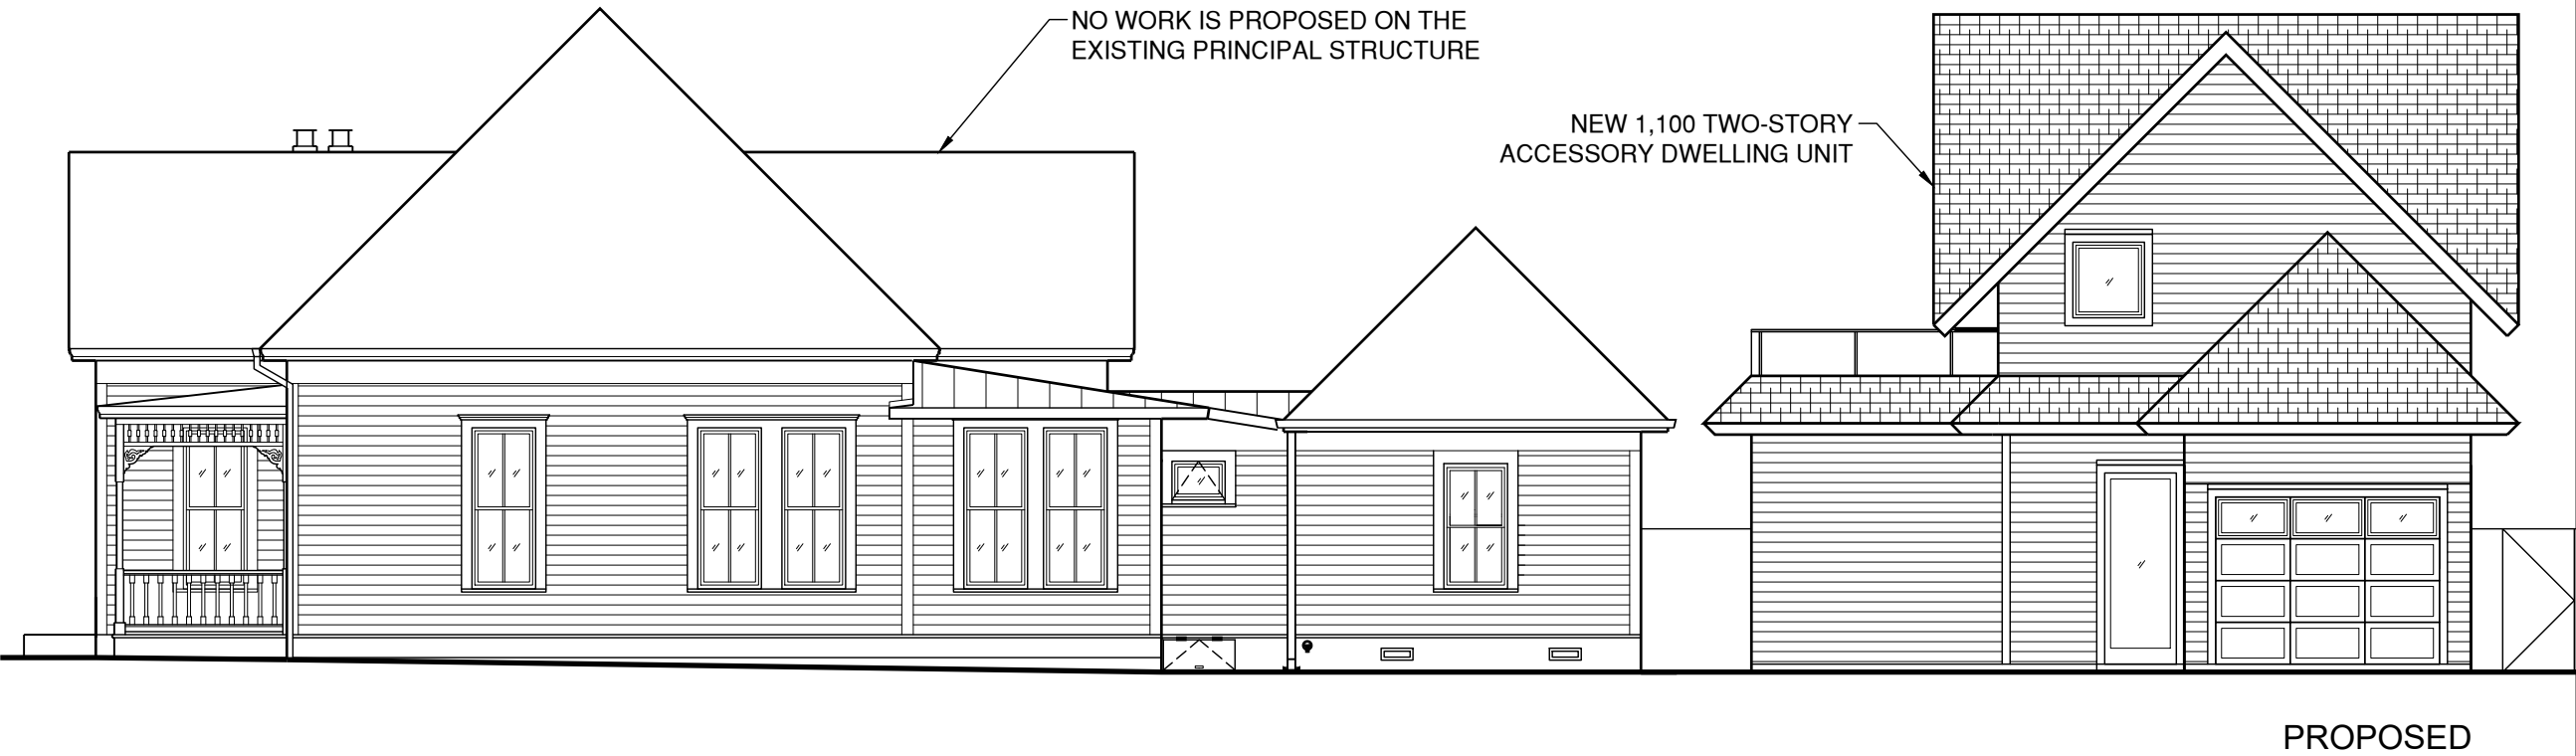 NO WORK IS PROPOSED ON THE
EXISTING PRINCIPAL STRUCTURE
NEW 1,100 TWO-STORY
ACCESSORY DWELLING UNIT
PROPOSED